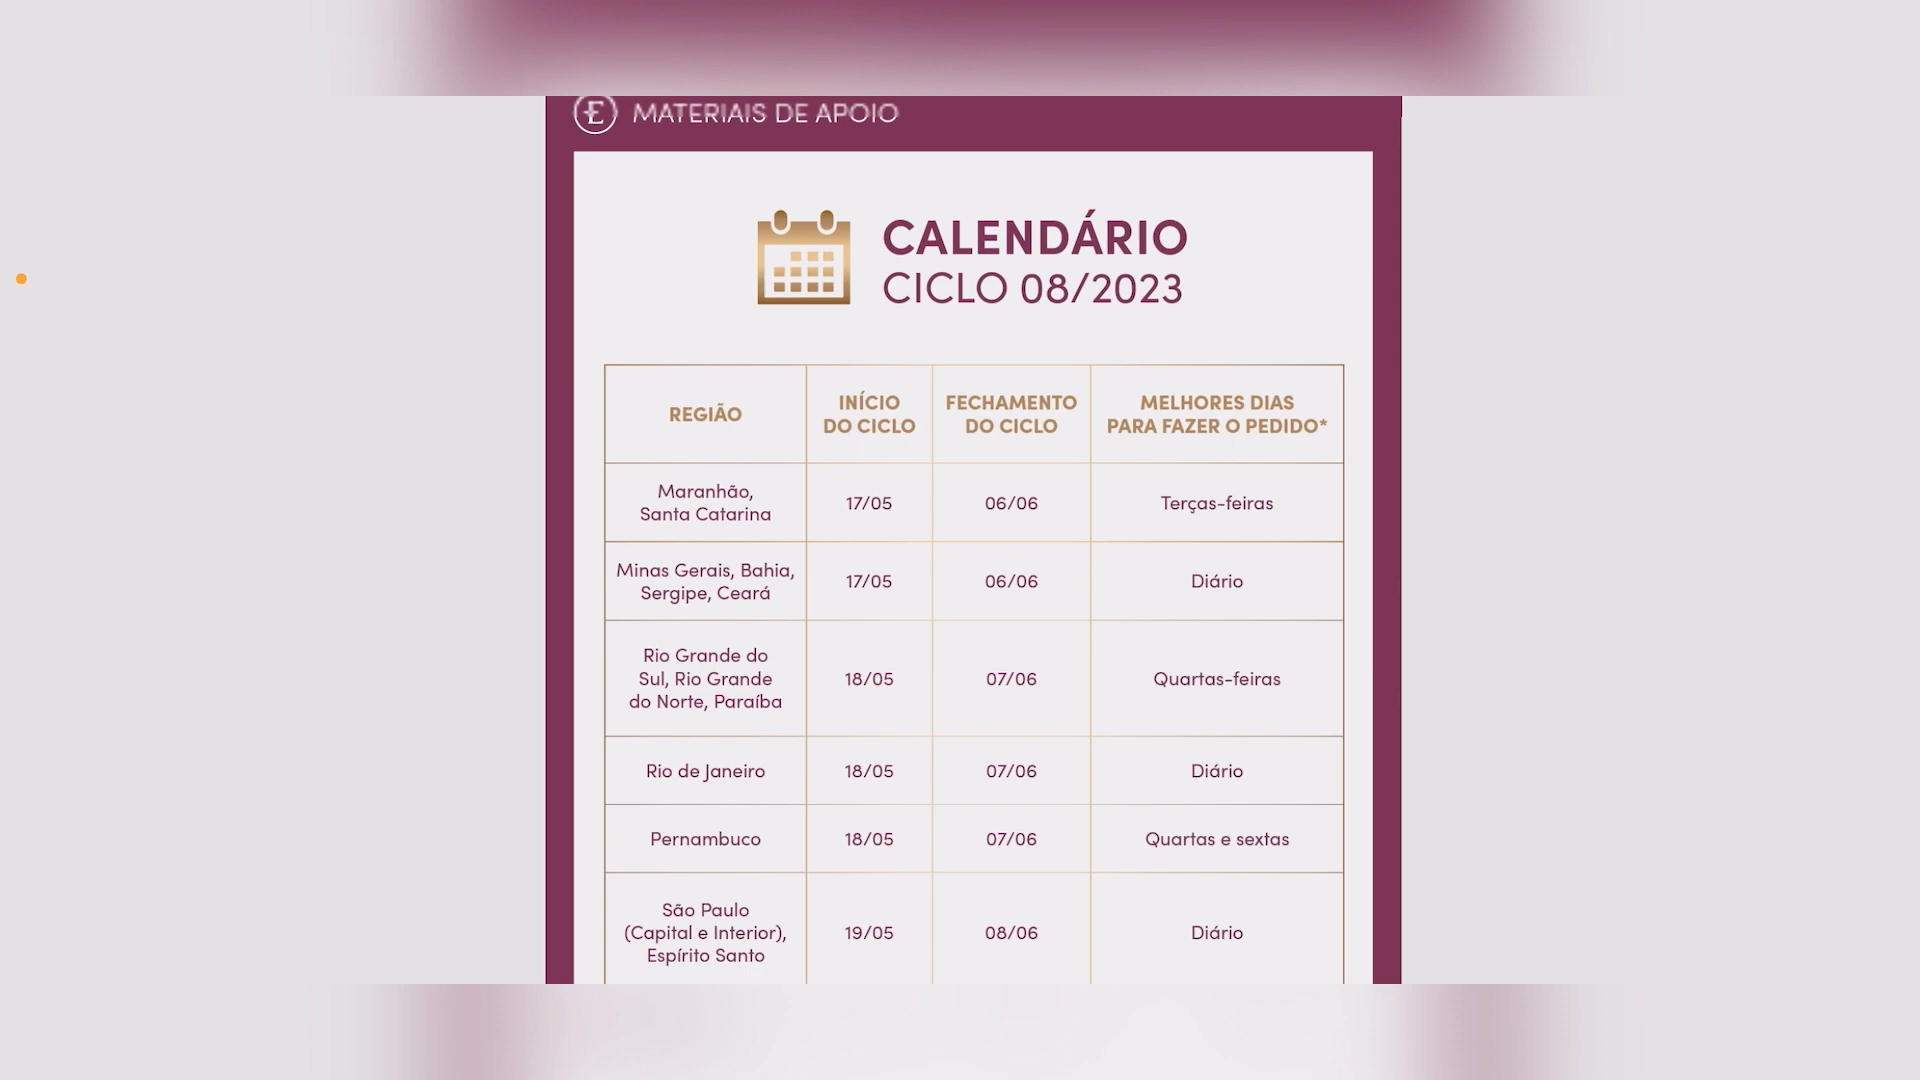 E MATERIAIS DE APOIO
CALENDÁRIO
CICLO 08/2023
REGIÃO
INÍCIO
DO CICLO
FECHAMENTO
DO CICLO
MELHORES DIAS
PARA FAZER O PEDIDO*
Maranhão,
Santa Catarina
17/05
06/06
Terças-feiras
Minas Gerais, Bahia,
Sergipe, Ceará
17/05
06/06
Diário
Rio Grande do
Sul, Rio Grande
do Norte, Paraíba
18/05
07/06
Quartas-feiras
Rio de Janeiro
18/05
07/06
Diário
Pernambuco
18/05
07/06
Quartas e sextas
São Paulo
(Capital e Interior),
Espírito Santo
19/05
08/06
Diário